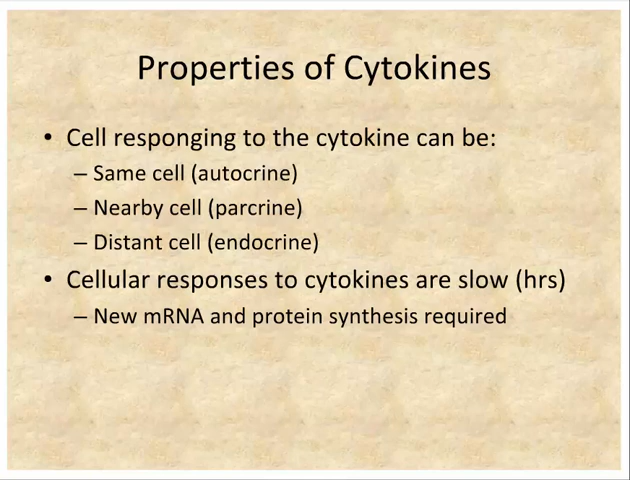 Properties of Cytokines
• Cell responging to the cytokine can be:
– Same cell (autocrine)
– Nearby cell (parcrine)
– Distant cell (endocrine)
• Cellular responses to cytokines are slow (hrs)
– New mRNA and protein synthesis required